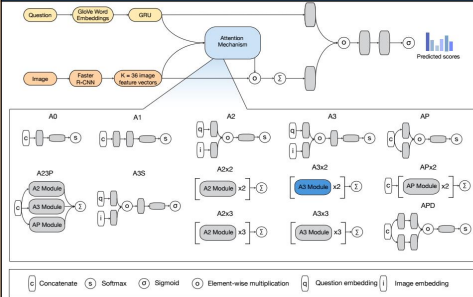 Question
GloVe Word
Embeddings
GRU
Attention
Mechanism
σ
Predicted scores
Image
Faster
R-CNN
K = 36 image
feature vectors
o
Σ
o
A0
c
s
A1
c
s
A2
q
i
o
s
A3
q
i
o
s
AP
c
o
s
A23P
c
A2 Module
A3 Module
AP Module
Σ
A3S
q
i
o
σ
A2x2
A2 Module x2
Σ
A3x2
A3 Module x2
Σ
APx2
c
AP Module x2
Σ
A2x3
A2 Module x3
Σ
A3x3
A3 Module x3
Σ
APD
c
o
s
c Concatenate s Softmax σ Sigmoid o Element-wise multiplication q Question embedding i Image embedding